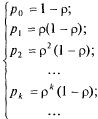 p₀ = 1 − ρ;
p₁ = ρ(1 − ρ);
p₂ = ρ²(1 − ρ);
...
pₖ = ρᵏ(1 − ρ);